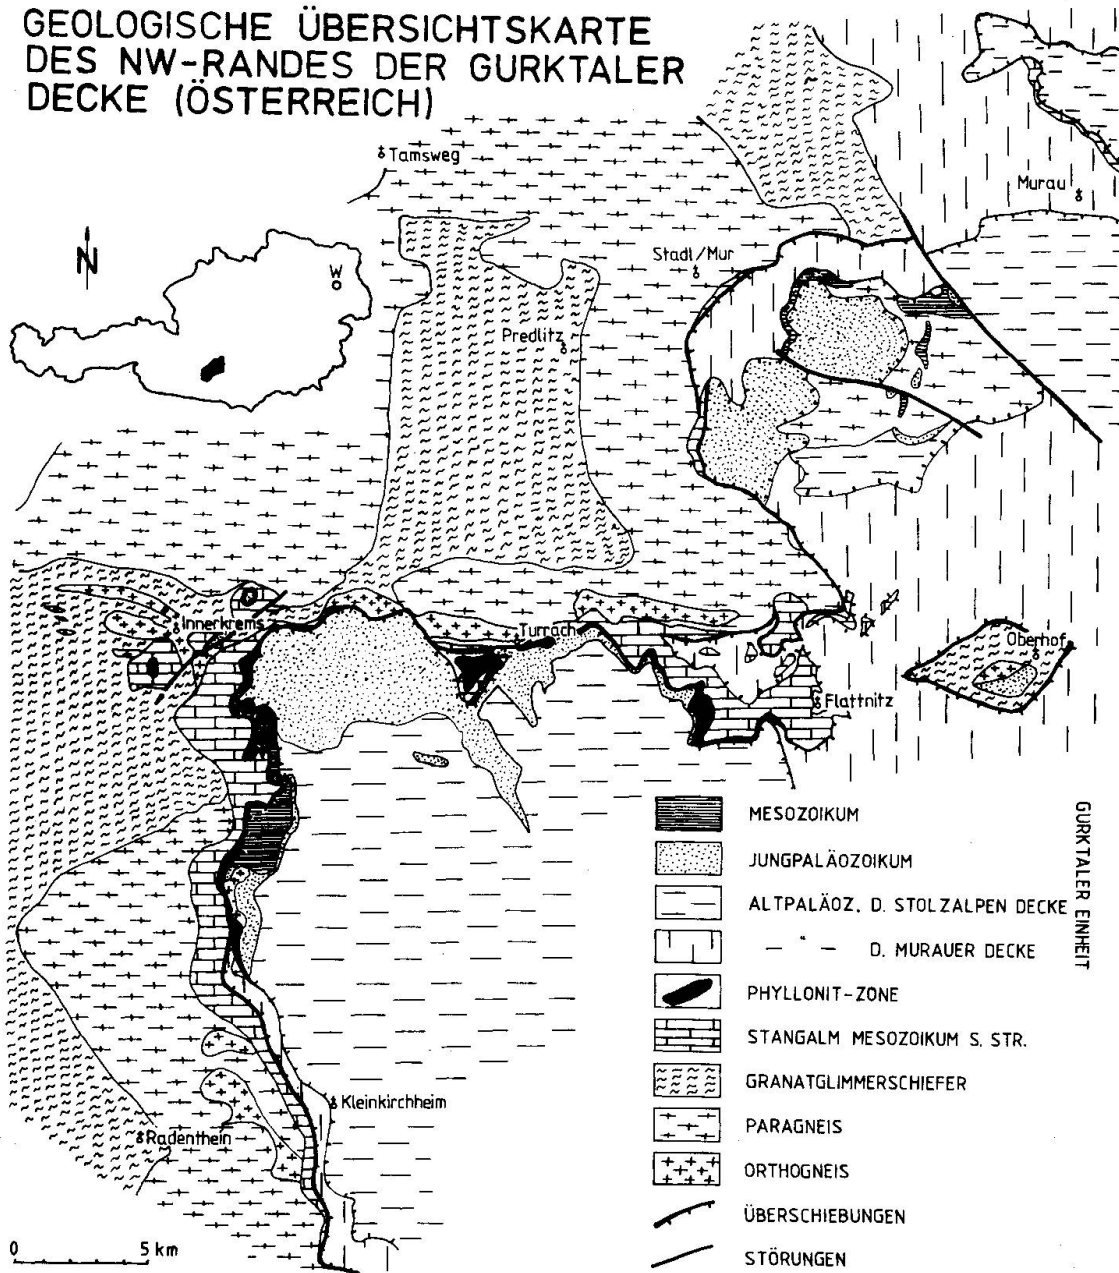 GEOLOGISCHE ÜBERSICHTSKARTE
DES NW-RANDES DER GURKTALER
DECKE (ÖSTERREICH)
Tamsweg
Murau
N
W
Stadl/Mur
Predlitz
Innerkrems
Turrach
Oberhof
Flattnitz
Kleinkirchheim
Radenthein
MESOZOIKUM
JUNGPALÄOZOIKUM
ALTPALÄOZ. D. STOLZALPEN DECKE
— " — D. MURAUER DECKE
GURKTALER EINHEIT
PHYLLONIT-ZONE
STANGALM MESOZOIKUM S. STR.
GRANATGLIMMERSCHIEFER
PARAGNEIS
ORTHOGNEIS
ÜBERSCHIEBUNGEN
STÖRUNGEN
0 5 km